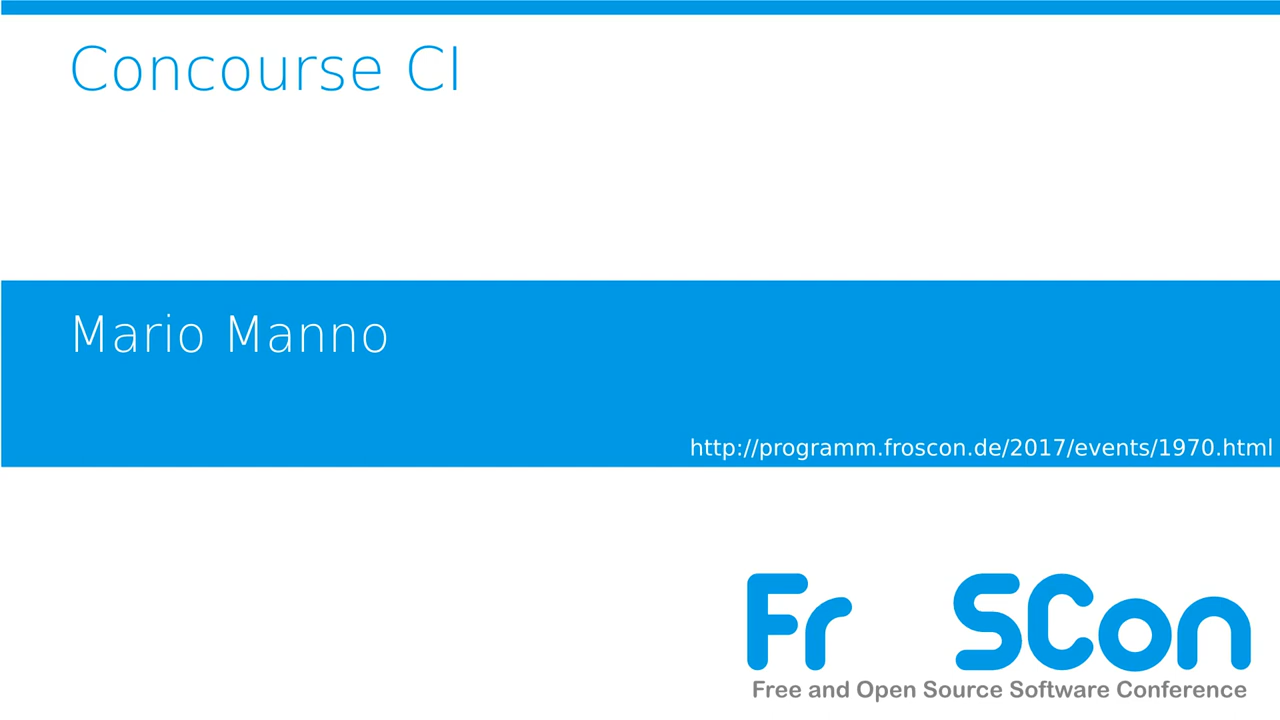 Concourse CI
Mario Manno
http://programm.froscon.de/2017/events/1970.html
Fr SCon
Free and Open Source Software Conference